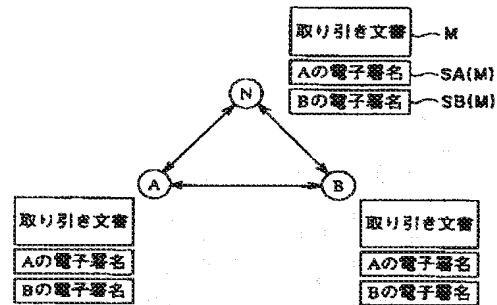 取り引き文書 M
Aの電子署名 SA(M)
Bの電子署名 SB(M)
N
A
B
取り引き文書
Aの電子署名
Bの電子署名
取り引き文書
Aの電子署名
Bの電子署名